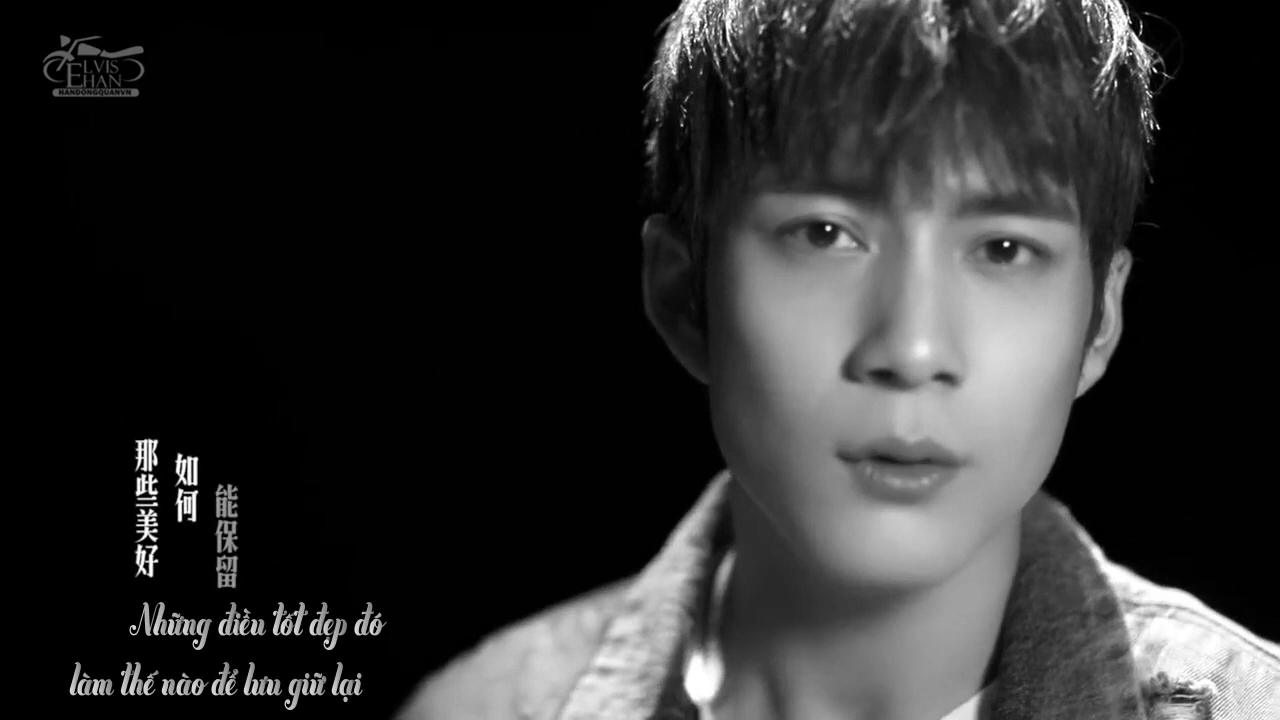 ELVIS
EHAN
HANDONGQUANVN
那些美好
如何
能保留
Những điền tốt đẹp đó
làm thế nào để lưu giữ lại